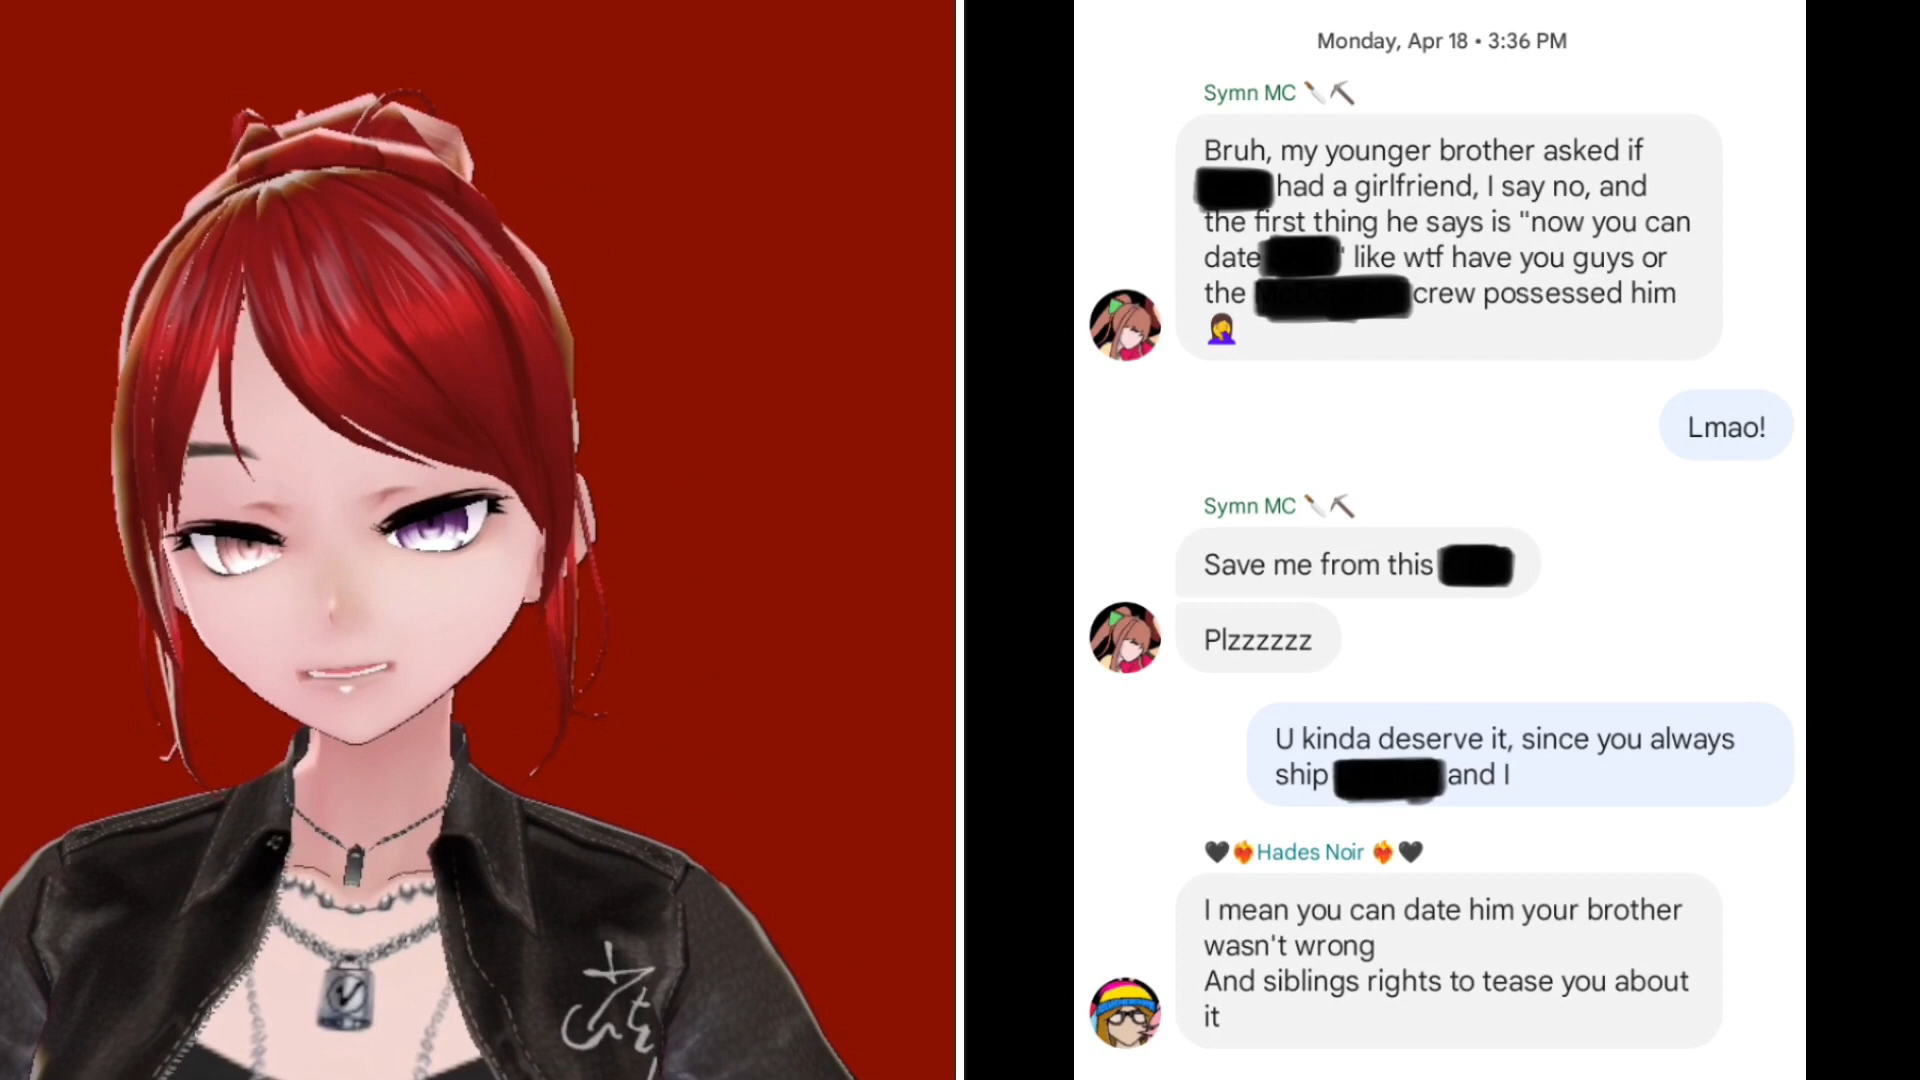 Monday, Apr 18 • 3:36 PM
Symn MC 🔪⛏
Bruh, my younger brother asked if
had a girlfriend, I say no, and
the first thing he says is "now you can
date " like wtf have you guys or
the crew possessed him
🤦‍♀️
Lmao!
Symn MC 🔪⛏
Save me from this
Plzzzzzz
U kinda deserve it, since you always
ship and I
🖤❤️‍🔥Hades Noir ❤️‍🔥🖤
I mean you can date him your brother
wasn't wrong
And siblings rights to tease you about
it